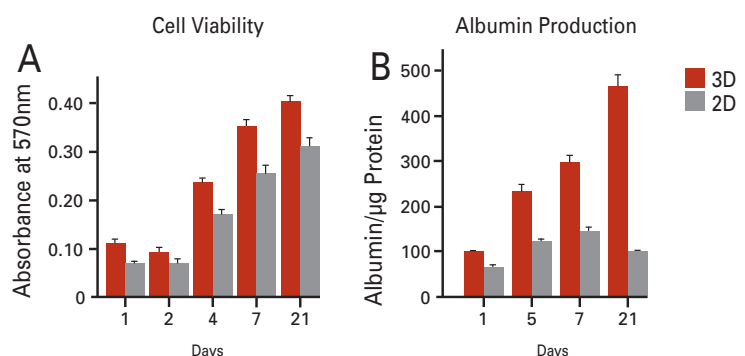 Cell Viability
A
Absorbance at 570nm
0.40
0.30
0.20
0.10
0
1 2 4 7 21
Days
Albumin Production
B
Albumin/µg Protein
500
400
300
200
100
0
1 5 7 21
Days
3D
2D